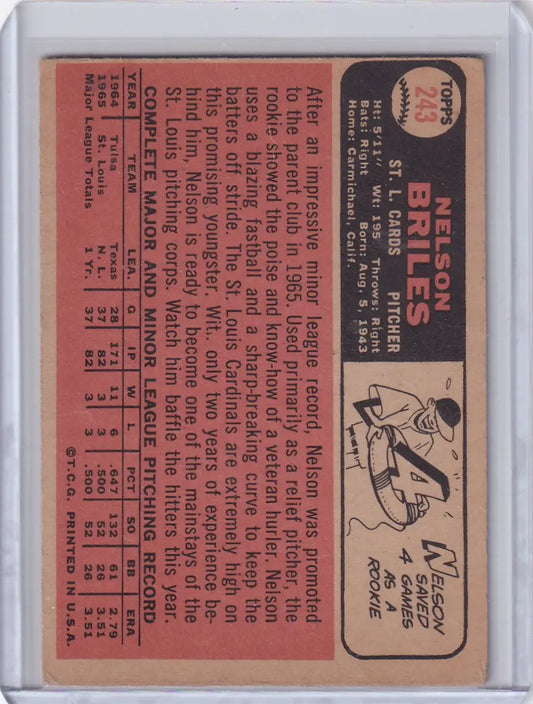 TOPPS
243
NELSON
BRILES
ST. L. CARDS PITCHER
Ht: 5/11" Wt: 195 Throws: Right
Bats: Right Born: Aug. 5, 1943
Home: Carmichael, Calif.
4
NELSON
SAVED
4 GAMES
AS A
ROOKIE
After an impressive minor league record, Nelson was promoted
to the parent club in 1965. Used primarily as a relief pitcher, the
rookie showed the poise and know-how of a veteran hurler. Nelson
uses a blazing fastball and a sharp-breaking curve to keep the
batters off stride. The St. Louis Cardinals are extremely high on
this promising youngster. Wit. only two years of experience be-
hind him, Nelson is ready to become one of the mainstays of the
St. Louis pitching corps. Watch him baffle the hitters this year.
COMPLETE MAJOR AND MINOR LEAGUE PITCHING RECORD
YEAR TEAM LEA. G IP W L PCT SO BB ERA
1964 Tulsa Texas 28 171 11 6 .647 132 61 2.79
1965 St. Louis N. L. 37 82 3 3 .500 52 26 3.51
Major League Totals 1 Yr. 37 82 3 3 .500 52 26 3.51
©T.C.G. PRINTED IN U.S.A.